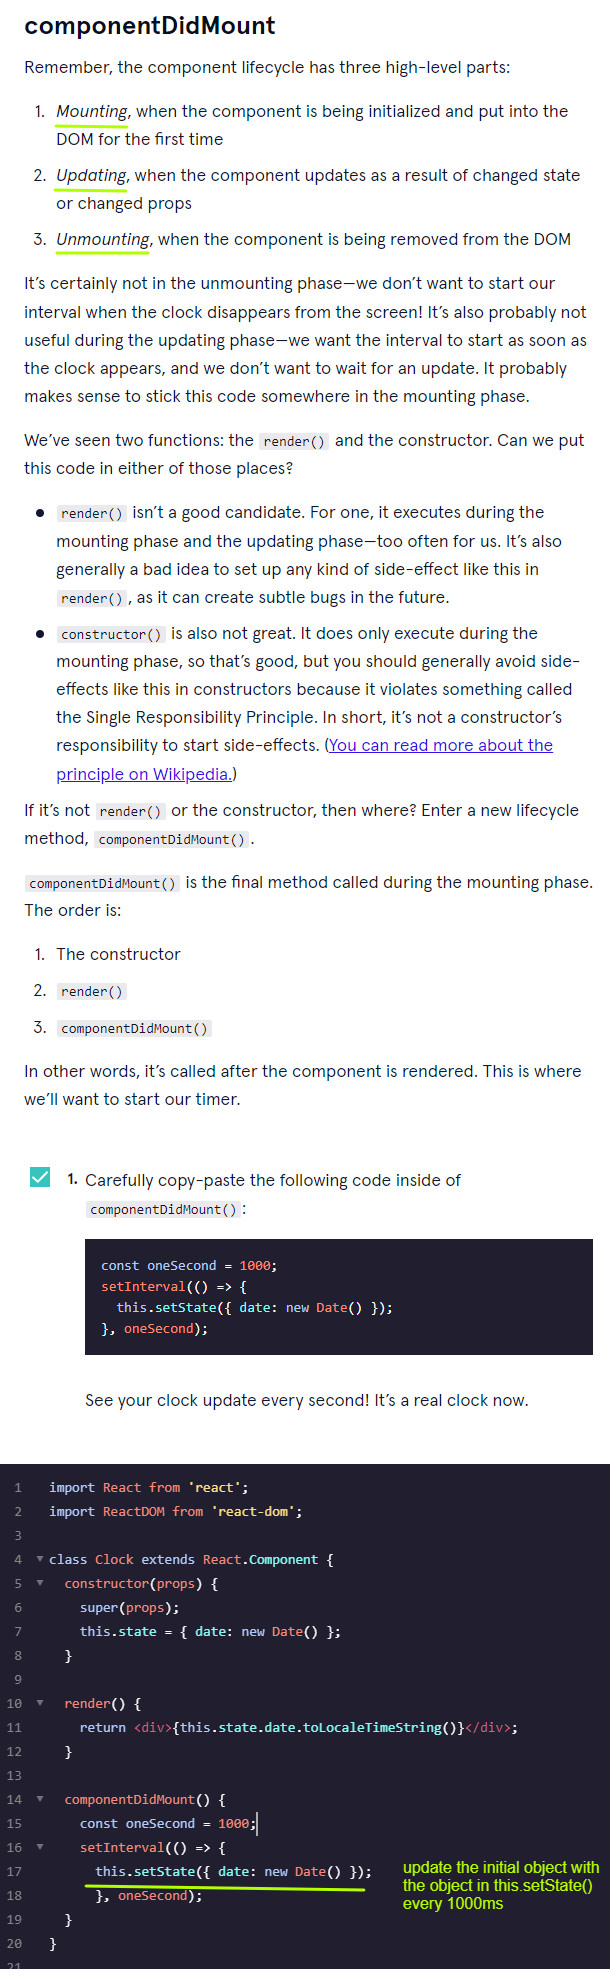 componentDidMount
Remember, the component lifecycle has three high-level parts:
1. Mounting, when the component is being initialized and put into the
DOM for the first time
2. Updating, when the component updates as a result of changed state
or changed props
3. Unmounting, when the component is being removed from the DOM
It’s certainly not in the unmounting phase—we don’t want to start our
interval when the clock disappears from the screen! It’s also probably not
useful during the updating phase—we want the interval to start as soon as
the clock appears, and we don’t want to wait for an update. It probably
makes sense to stick this code somewhere in the mounting phase.
We’ve seen two functions: the render() and the constructor. Can we put
this code in either of those places?
● render() isn’t a good candidate. For one, it executes during the
mounting phase and the updating phase—too often for us. It’s also
generally a bad idea to set up any kind of side-effect like this in
render(), as it can create subtle bugs in the future.
● constructor() is also not great. It does only execute during the
mounting phase, so that’s good, but you should generally avoid side-
effects like this in constructors because it violates something called
the Single Responsibility Principle. In short, it’s not a constructor’s
responsibility to start side-effects. (You can read more about the
principle on Wikipedia.)
If it’s not render() or the constructor, then where? Enter a new lifecycle
method, componentDidMount().
componentDidMount() is the final method called during the mounting phase.
The order is:
1. The constructor
2. render()
3. componentDidMount()
In other words, it’s called after the component is rendered. This is where
we’ll want to start our timer.
1. Carefully copy-paste the following code inside of
componentDidMount():
const oneSecond = 1000;
setInterval(() => {
this.setState({ date: new Date() });
}, oneSecond);
See your clock update every second! It’s a real clock now.
1 import React from 'react';
2 import ReactDOM from 'react-dom';
3
4 class Clock extends React.Component {
5 constructor(props) {
6 super(props);
7 this.state = { date: new Date() };
8 }
9
10 render() {
11 return <div>{this.state.date.toLocaleTimeString()}</div>;
12 }
13
14 componentDidMount() {
15 const oneSecond = 1000;
16 setInterval(() => {
17 this.setState({ date: new Date() });
18 }, oneSecond);
19 }
20 }
21
update the initial object with
the object in this.setState()
every 1000ms